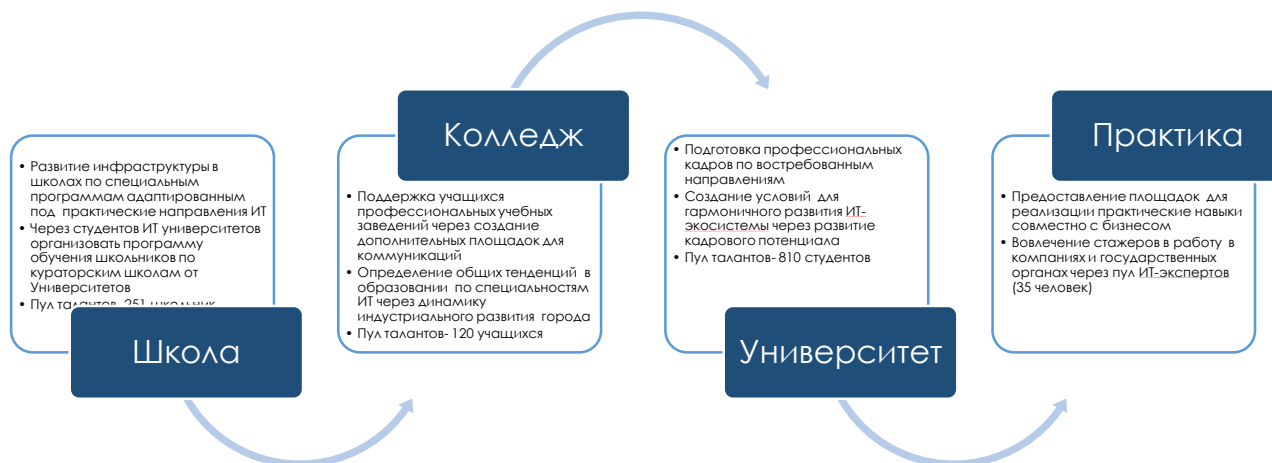 • Развитие инфраструктуры в
школах по специальным
программам адаптированным
под практические направления ИТ
• Через студентов ИТ университетов
организовать программу
обучения школьников по
кураторским школам от
Университетов
• Пул талантов- 251 школьник
Школа
Колледж
• Поддержка учащихся
профессиональных учебных
заведений через создание
дополнительных площадок для
коммуникаций
• Определение общих тенденций в
образовании по специальностям
ИТ через динамику
индустриального развития города
• Пул талантов- 120 учащихся
• Подготовка профессиональных
кадров по востребованным
направлениям
• Создание условий для
гармоничного развития ИТ-
экосистемы через развитие
кадрового потенциала
• Пул талантов- 810 студентов
Университет
Практика
• Предоставление площадок для
реализации практические навыки
совместно с бизнесом
• Вовлечение стажеров в работу в
компаниях и государственных
органах через пул ИТ-экспертов
(35 человек)